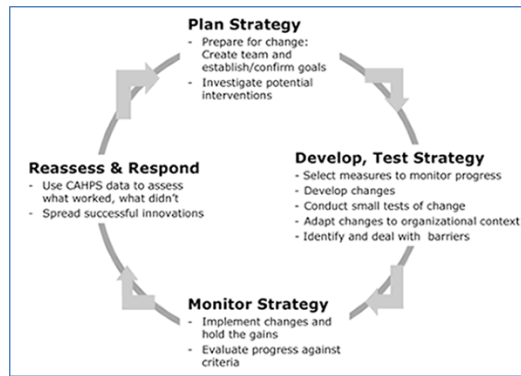 Plan Strategy
- Prepare for change:
Create team and
establish/confirm goals
- Investigate potential
interventions
Develop, Test Strategy
- Select measures to monitor progress
- Develop changes
- Conduct small tests of change
- Adapt changes to organizational context
- Identify and deal with barriers
Monitor Strategy
- Implement changes and
hold the gains
- Evaluate progress against
criteria
Reassess & Respond
- Use CAHPS data to assess
what worked, what didn't
- Spread successful innovations